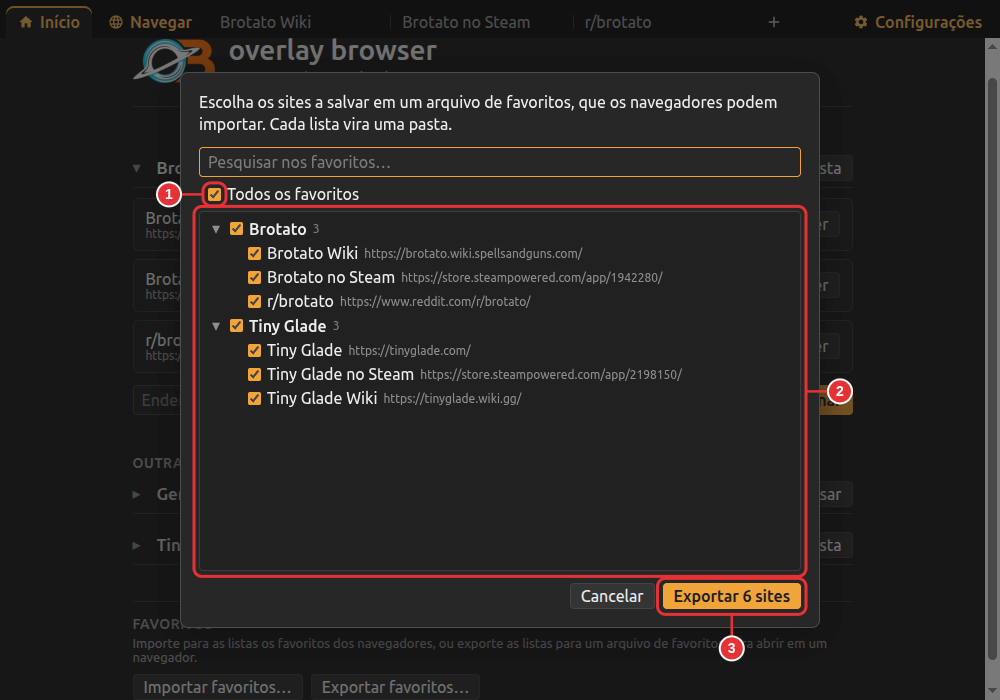 Início
Navegar
Brotato Wiki
Brotato no Steam
r/brotato
+
Configurações
overlay browser
Escolha os sites a salvar em um arquivo de favoritos, que os navegadores podem
importar. Cada lista vira uma pasta.
Pesquisar nos favoritos…
1
Todos os favoritos
Brotato 3
Brotato Wiki https://brotato.wiki.spellsandguns.com/
Brotato no Steam https://store.steampowered.com/app/1942280/
r/brotato https://www.reddit.com/r/brotato/
Tiny Glade 3
Tiny Glade https://tinyglade.com/
Tiny Glade no Steam https://store.steampowered.com/app/2198150/
Tiny Glade Wiki https://tinyglade.wiki.gg/
2
Cancelar
Exportar 6 sites
3
Importe para as listas os favoritos dos navegadores, ou exporte as listas para um arquivo de favorito abrir em um
navegador.
Importar favoritos…
Exportar favoritos…